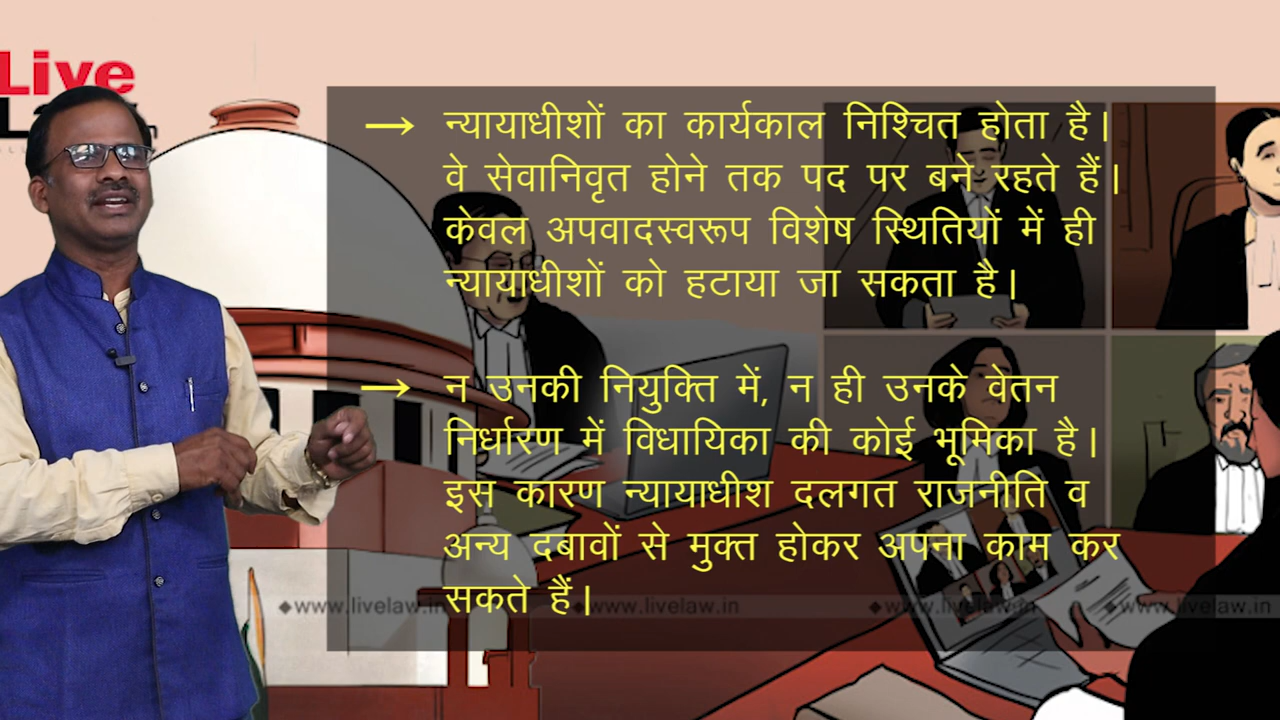 Live
→ न्यायाधीशों का कार्यकाल निश्चित होता है।
वे सेवानिवृत होने तक पद पर बने रहते हैं।
केवल अपवादस्वरूप विशेष स्थितियों में ही
न्यायाधीशों को हटाया जा सकता है।
→ न उनकी नियुक्ति में, न ही उनके वेतन
निर्धारण में विधायिका की कोई भूमिका है।
इस कारण न्यायाधीश दलगत राजनीति व
अन्य दबावों से मुक्त होकर अपना काम कर
सकते हैं।
◆www.livelaw.in ◆www.livelaw.in ◆www.livelaw.in ◆www.livelaw.in